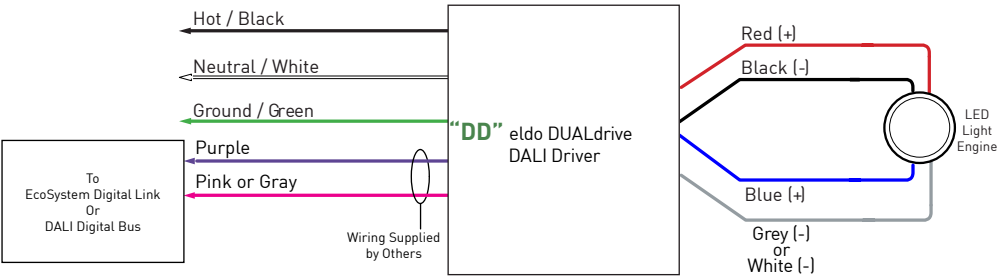 Hot / Black
Neutral / White
Ground / Green
Purple
Pink or Gray
To
EcoSystem Digital Link
Or
DALI Digital Bus
Wiring Supplied
by Others
“DD” eldo DUALdrive
DALI Driver
Red (+)
Black (-)
Blue (+)
Grey (-)
or
White (-)
LED
Light
Engine